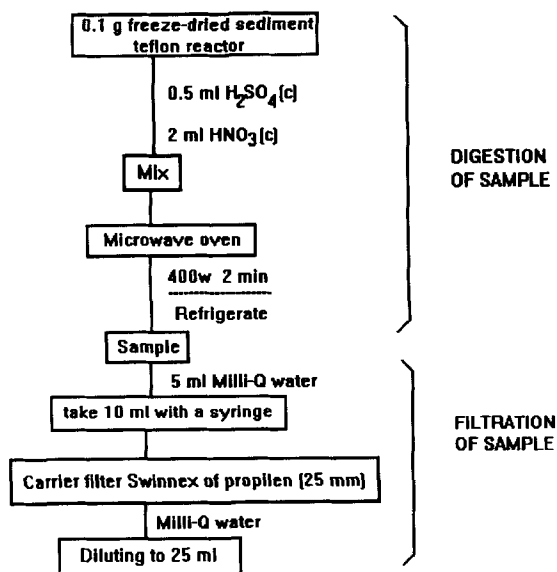 0.1 g freeze-dried sediment
teflon reactor
0.5 ml H2SO4(c)
2 ml HNO3(c)
Mix
DIGESTION
OF SAMPLE
Microwave oven
400w 2 min
Refrigerate
Sample
5 ml Milli-Q water
take 10 ml with a syringe
FILTRATION
OF SAMPLE
Carrier filter Swinnex of propilen (25 mm)
Milli-Q water
Diluting to 25 ml